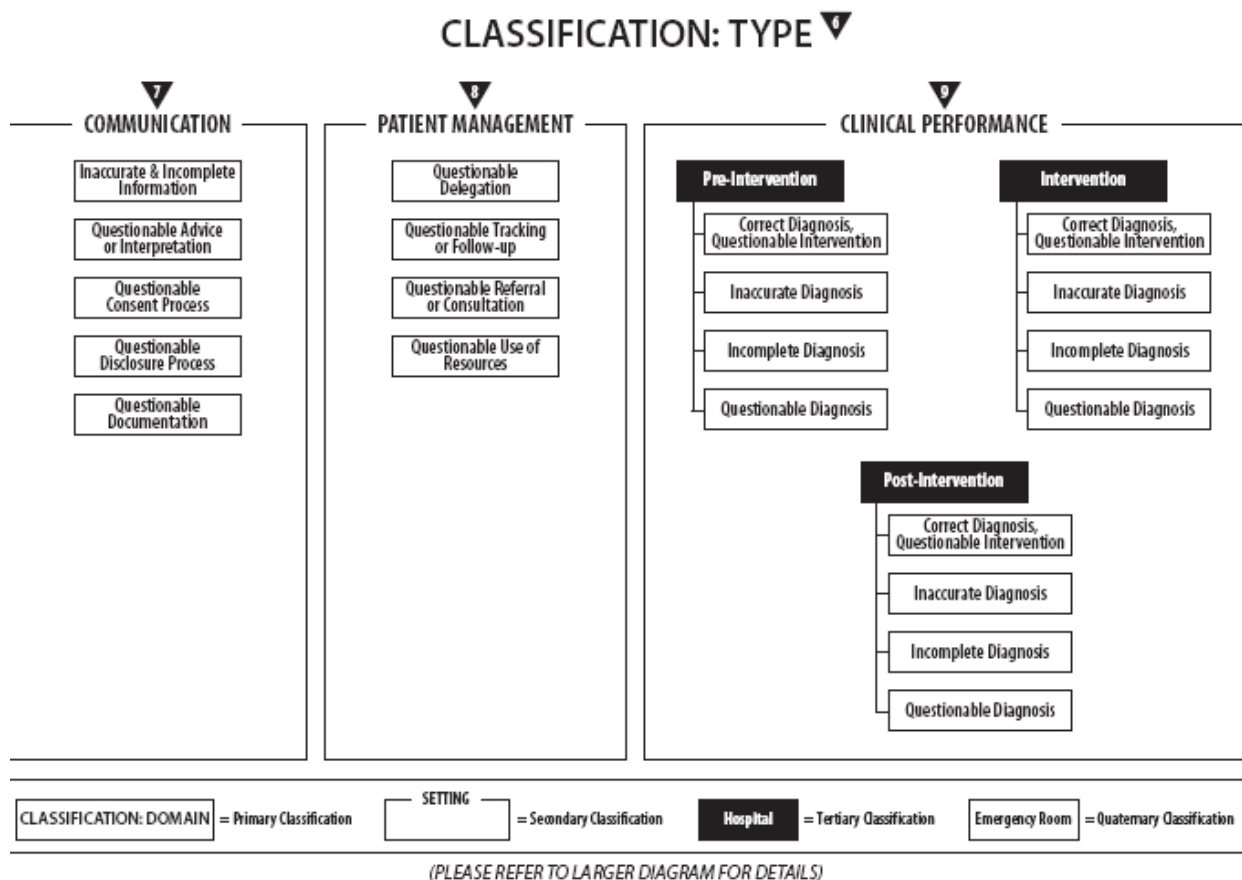 CLASSIFICATION: TYPE 6
7
COMMUNICATION
Inaccurate & Incomplete
Information
Questionable Advice
or Interpretation
Questionable
Consent Process
Questionable
Disclosure Process
Questionable
Documentation
8
PATIENT MANAGEMENT
Questionable
Delegation
Questionable Tracking
or Follow-up
Questionable Referral
or Consultation
Questionable Use of
Resources
9
CLINICAL PERFORMANCE
Pre-Intervention
Correct Diagnosis,
Questionable Intervention
Inaccurate Diagnosis
Incomplete Diagnosis
Questionable Diagnosis
Intervention
Correct Diagnosis,
Questionable Intervention
Inaccurate Diagnosis
Incomplete Diagnosis
Questionable Diagnosis
Post-Intervention
Correct Diagnosis,
Questionable Intervention
Inaccurate Diagnosis
Incomplete Diagnosis
Questionable Diagnosis
CLASSIFICATION: DOMAIN = Primary Classification
SETTING
= Secondary Classification
Hospital = Tertiary Classification
Emergency Room = Quaternary Classification
(PLEASE REFER TO LARGER DIAGRAM FOR DETAILS)